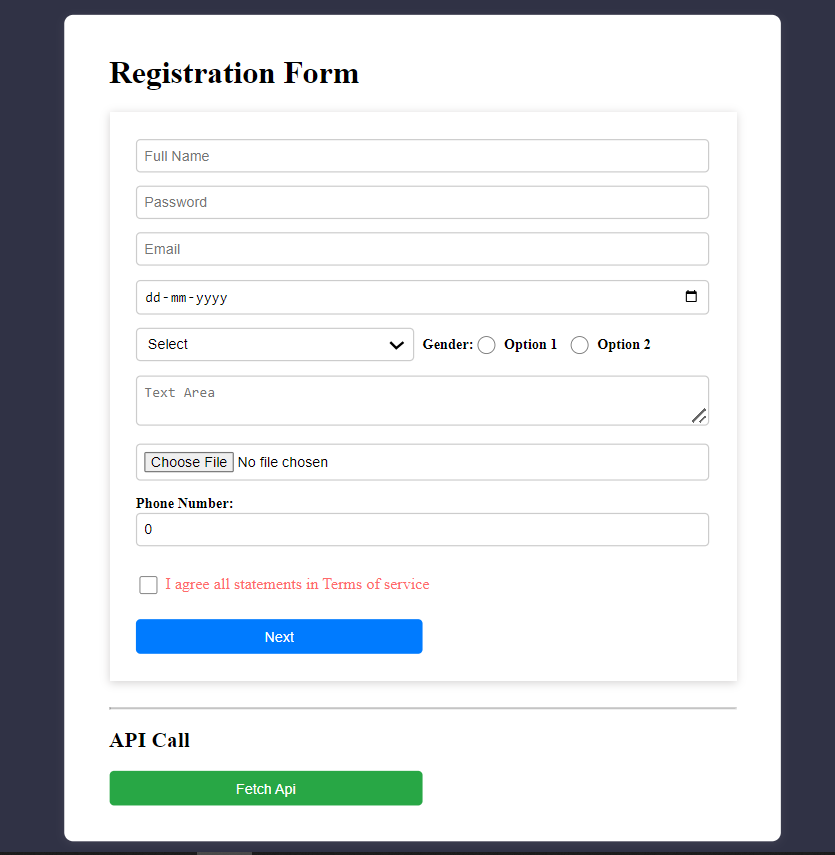 Registration Form
Full Name
Password
Email
dd-mm-yyyy
Select Gender: Option 1 Option 2
Text Area
Choose File No file chosen
Phone Number:
0
I agree all statements in Terms of service
Next
API Call
Fetch Api